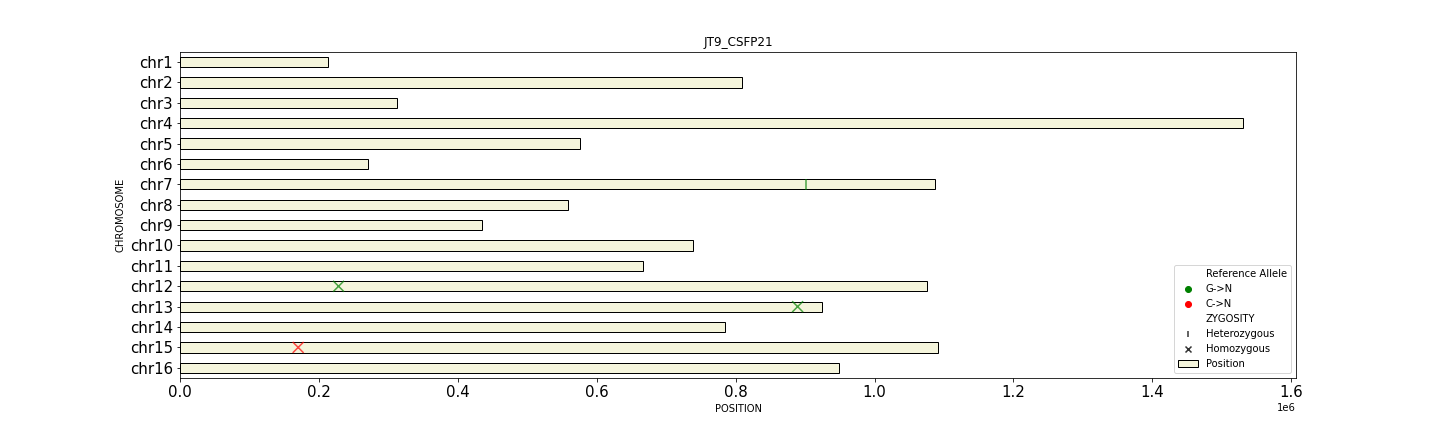 JT9_CSFP21
chr1
chr2
chr3
chr4
chr5
chr6
chr7
chr8
chr9
chr10
chr11
chr12
chr13
chr14
chr15
chr16
CHROMOSOME
Reference Allele
G->N
C->N
ZYGOSITY
Heterozygous
Homozygous
Position
0.0 0.2 0.4 0.6 0.8 1.0 1.2 1.4 1.6
1e6
POSITION